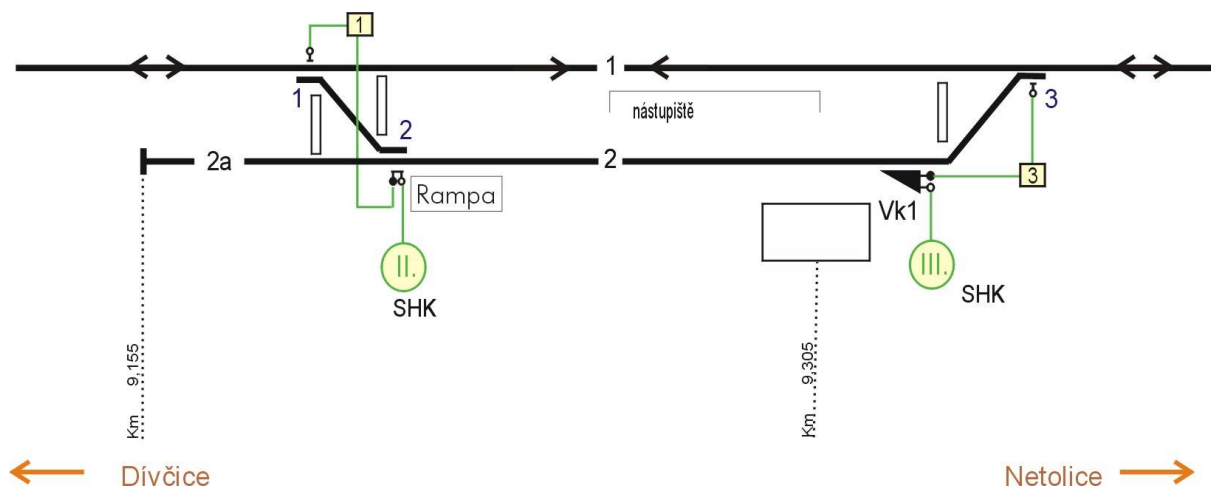 1
1
nástupiště
1
3
2
2a
2
3
Rampa
Vk1
II.
III.
SHK
SHK
Km 9,155
Km 9,305
Dívčice
Netolice